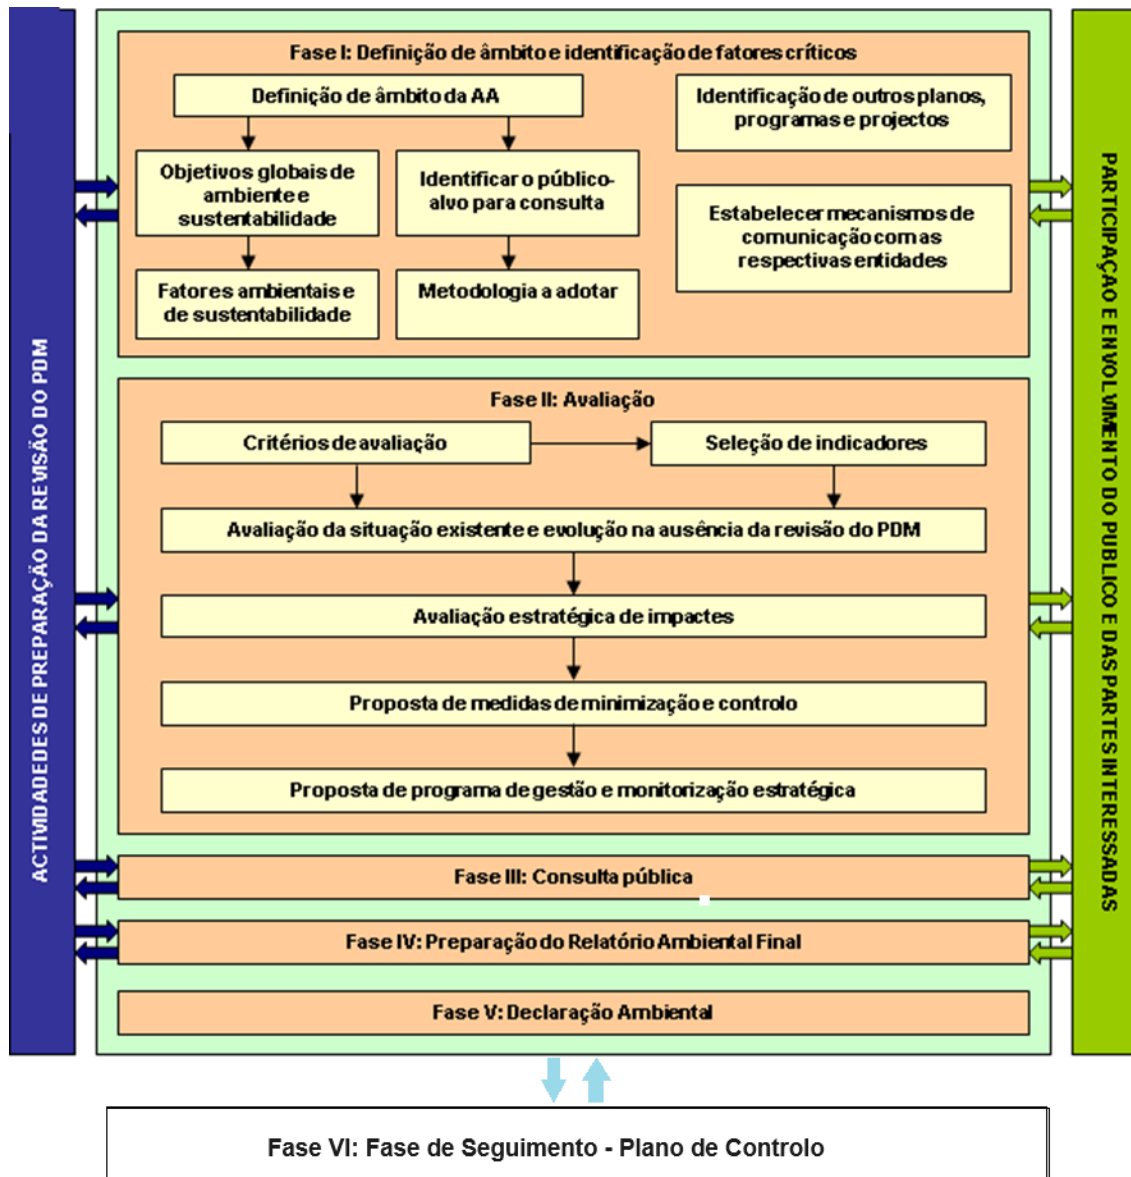 ACTIVIDADEDES DE PREPARAÇÃO DA REVISÃO DO PDM
Fase I: Definição de âmbito e identificação de fatores críticos
Definição de âmbito da AA
Objetivos globais de
ambiente e
sustentabilidade
Fatores ambientais e
de sustentabilidade
Identificar o público-
alvo para consulta
Metodologia a adotar
Identificação de outros planos,
programas e projectos
Estabelecer mecanismos de
comunicação com as
respectivas entidades
Fase II: Avaliação
Critérios de avaliação
Seleção de indicadores
Avaliação da situação existente e evolução na ausência da revisão do PDM
Avaliação estratégica de impactes
Proposta de medidas de minimização e controlo
Proposta de programa de gestão e monitorização estratégica
Fase III: Consulta pública
Fase IV: Preparação do Relatório Ambiental Final
Fase V: Declaração Ambiental
PARTICIPAÇAO E ENVOLVIMENTO DO PUBLICO E DAS PARTES INTERESSADAS
Fase VI: Fase de Seguimento - Plano de Controlo